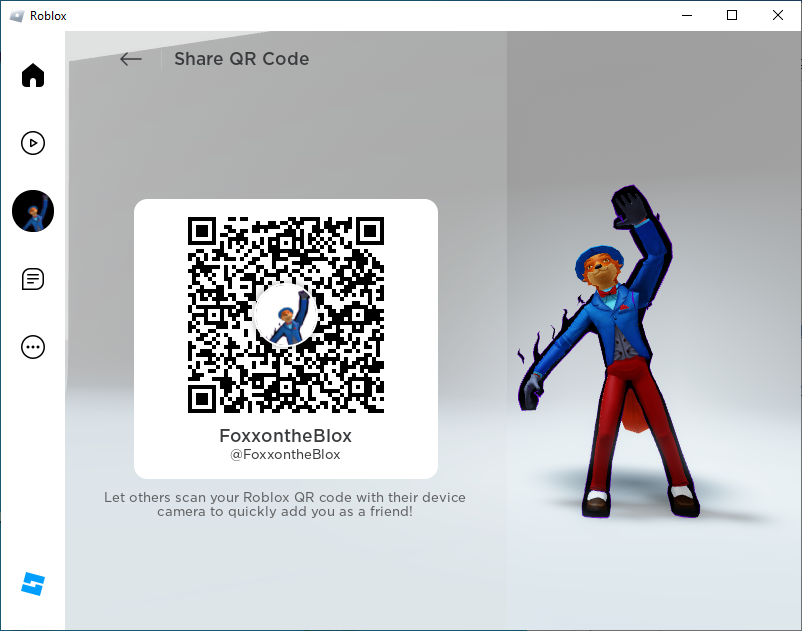 Roblox
Share QR Code
FoxxontheBlox
@FoxxontheBlox
Let others scan your Roblox QR code with their device
camera to quickly add you as a friend!